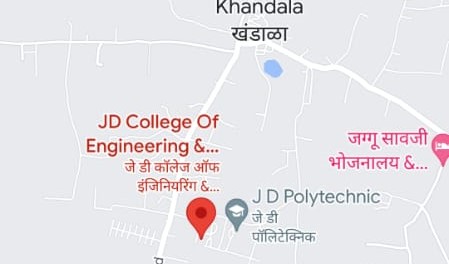 Khandala
खंडाळा
JD College Of
Engineering &...
जे डी कॉलेज ऑफ
इंजिनियरिंग &...
जग्गू सावजी
भोजनालय &...
J D Polytechnic
जे डी
पॉलिटेक्निक